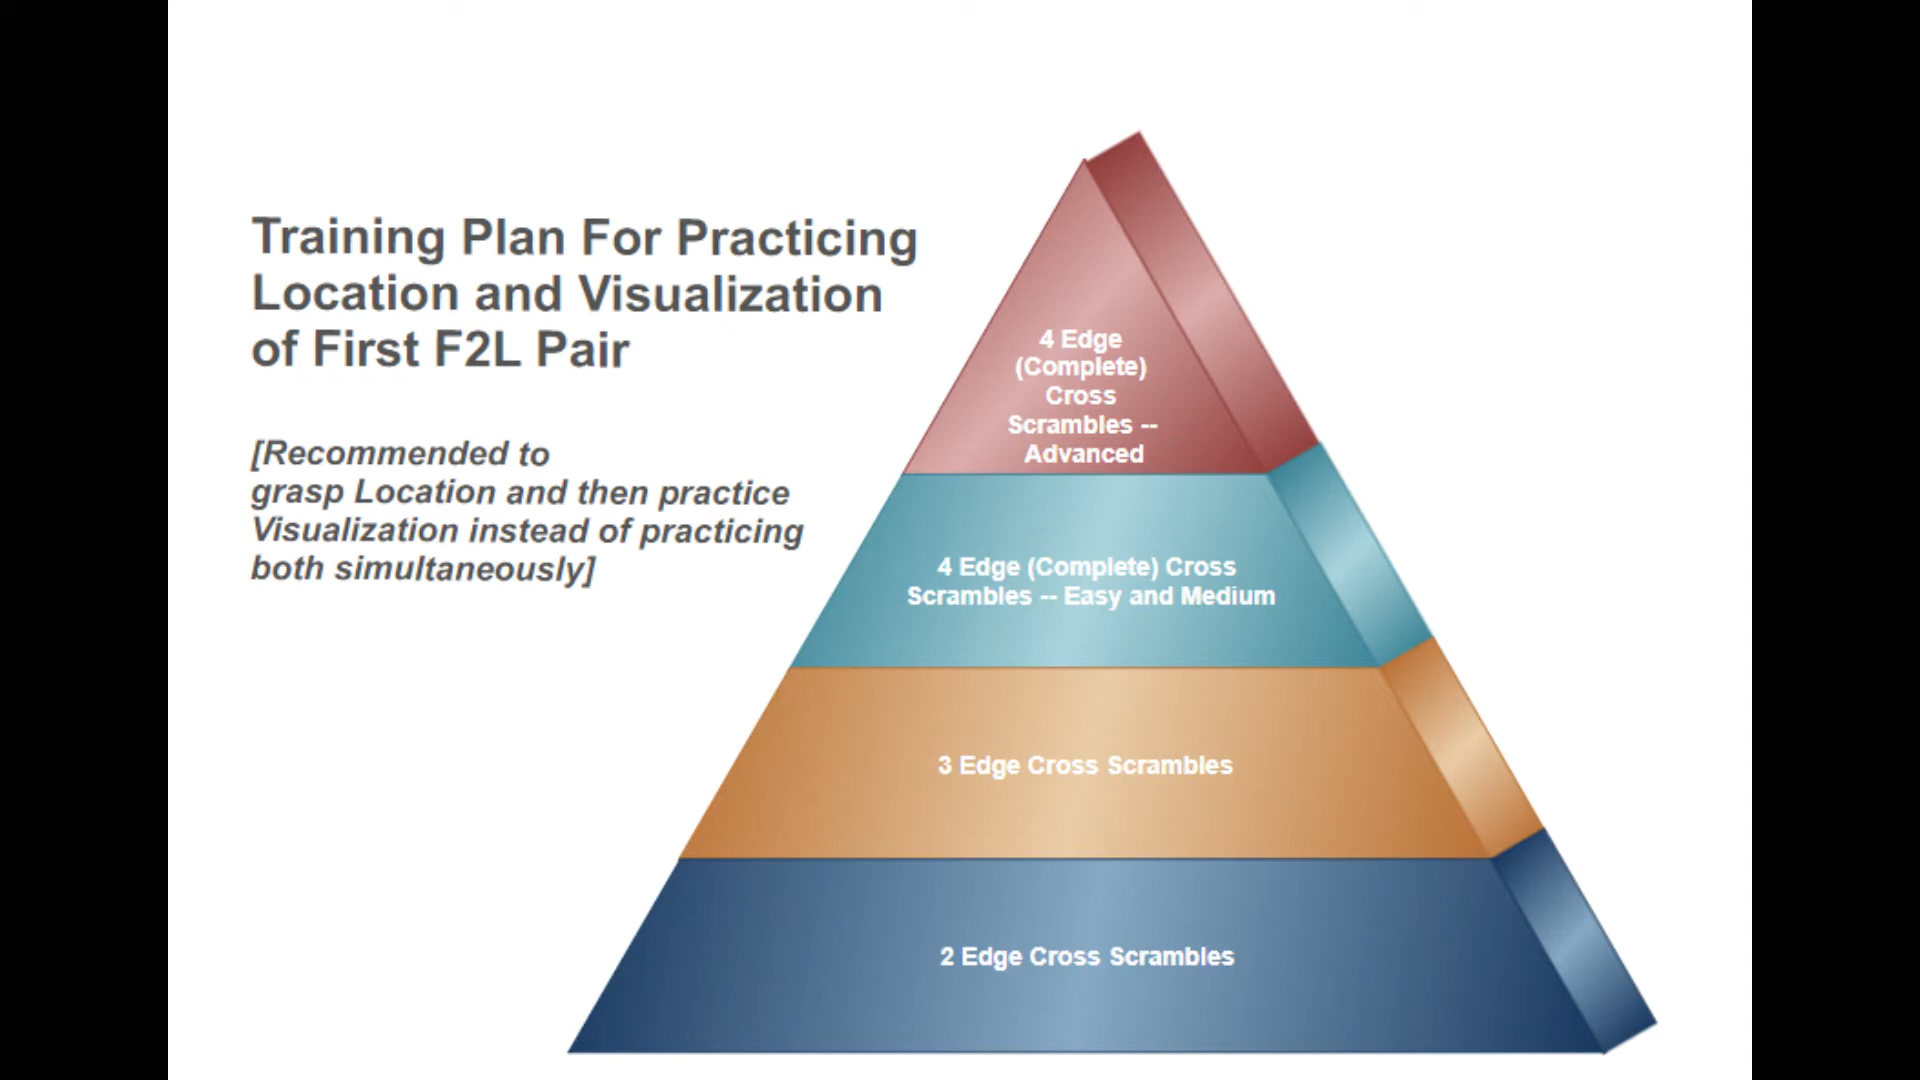 Training Plan For Practicing
Location and Visualization
of First F2L Pair
[Recommended to
grasp Location and then practice
Visualization instead of practicing
both simultaneously]
4 Edge
(Complete)
Cross
Scrambles --
Advanced
4 Edge (Complete) Cross
Scrambles -- Easy and Medium
3 Edge Cross Scrambles
2 Edge Cross Scrambles